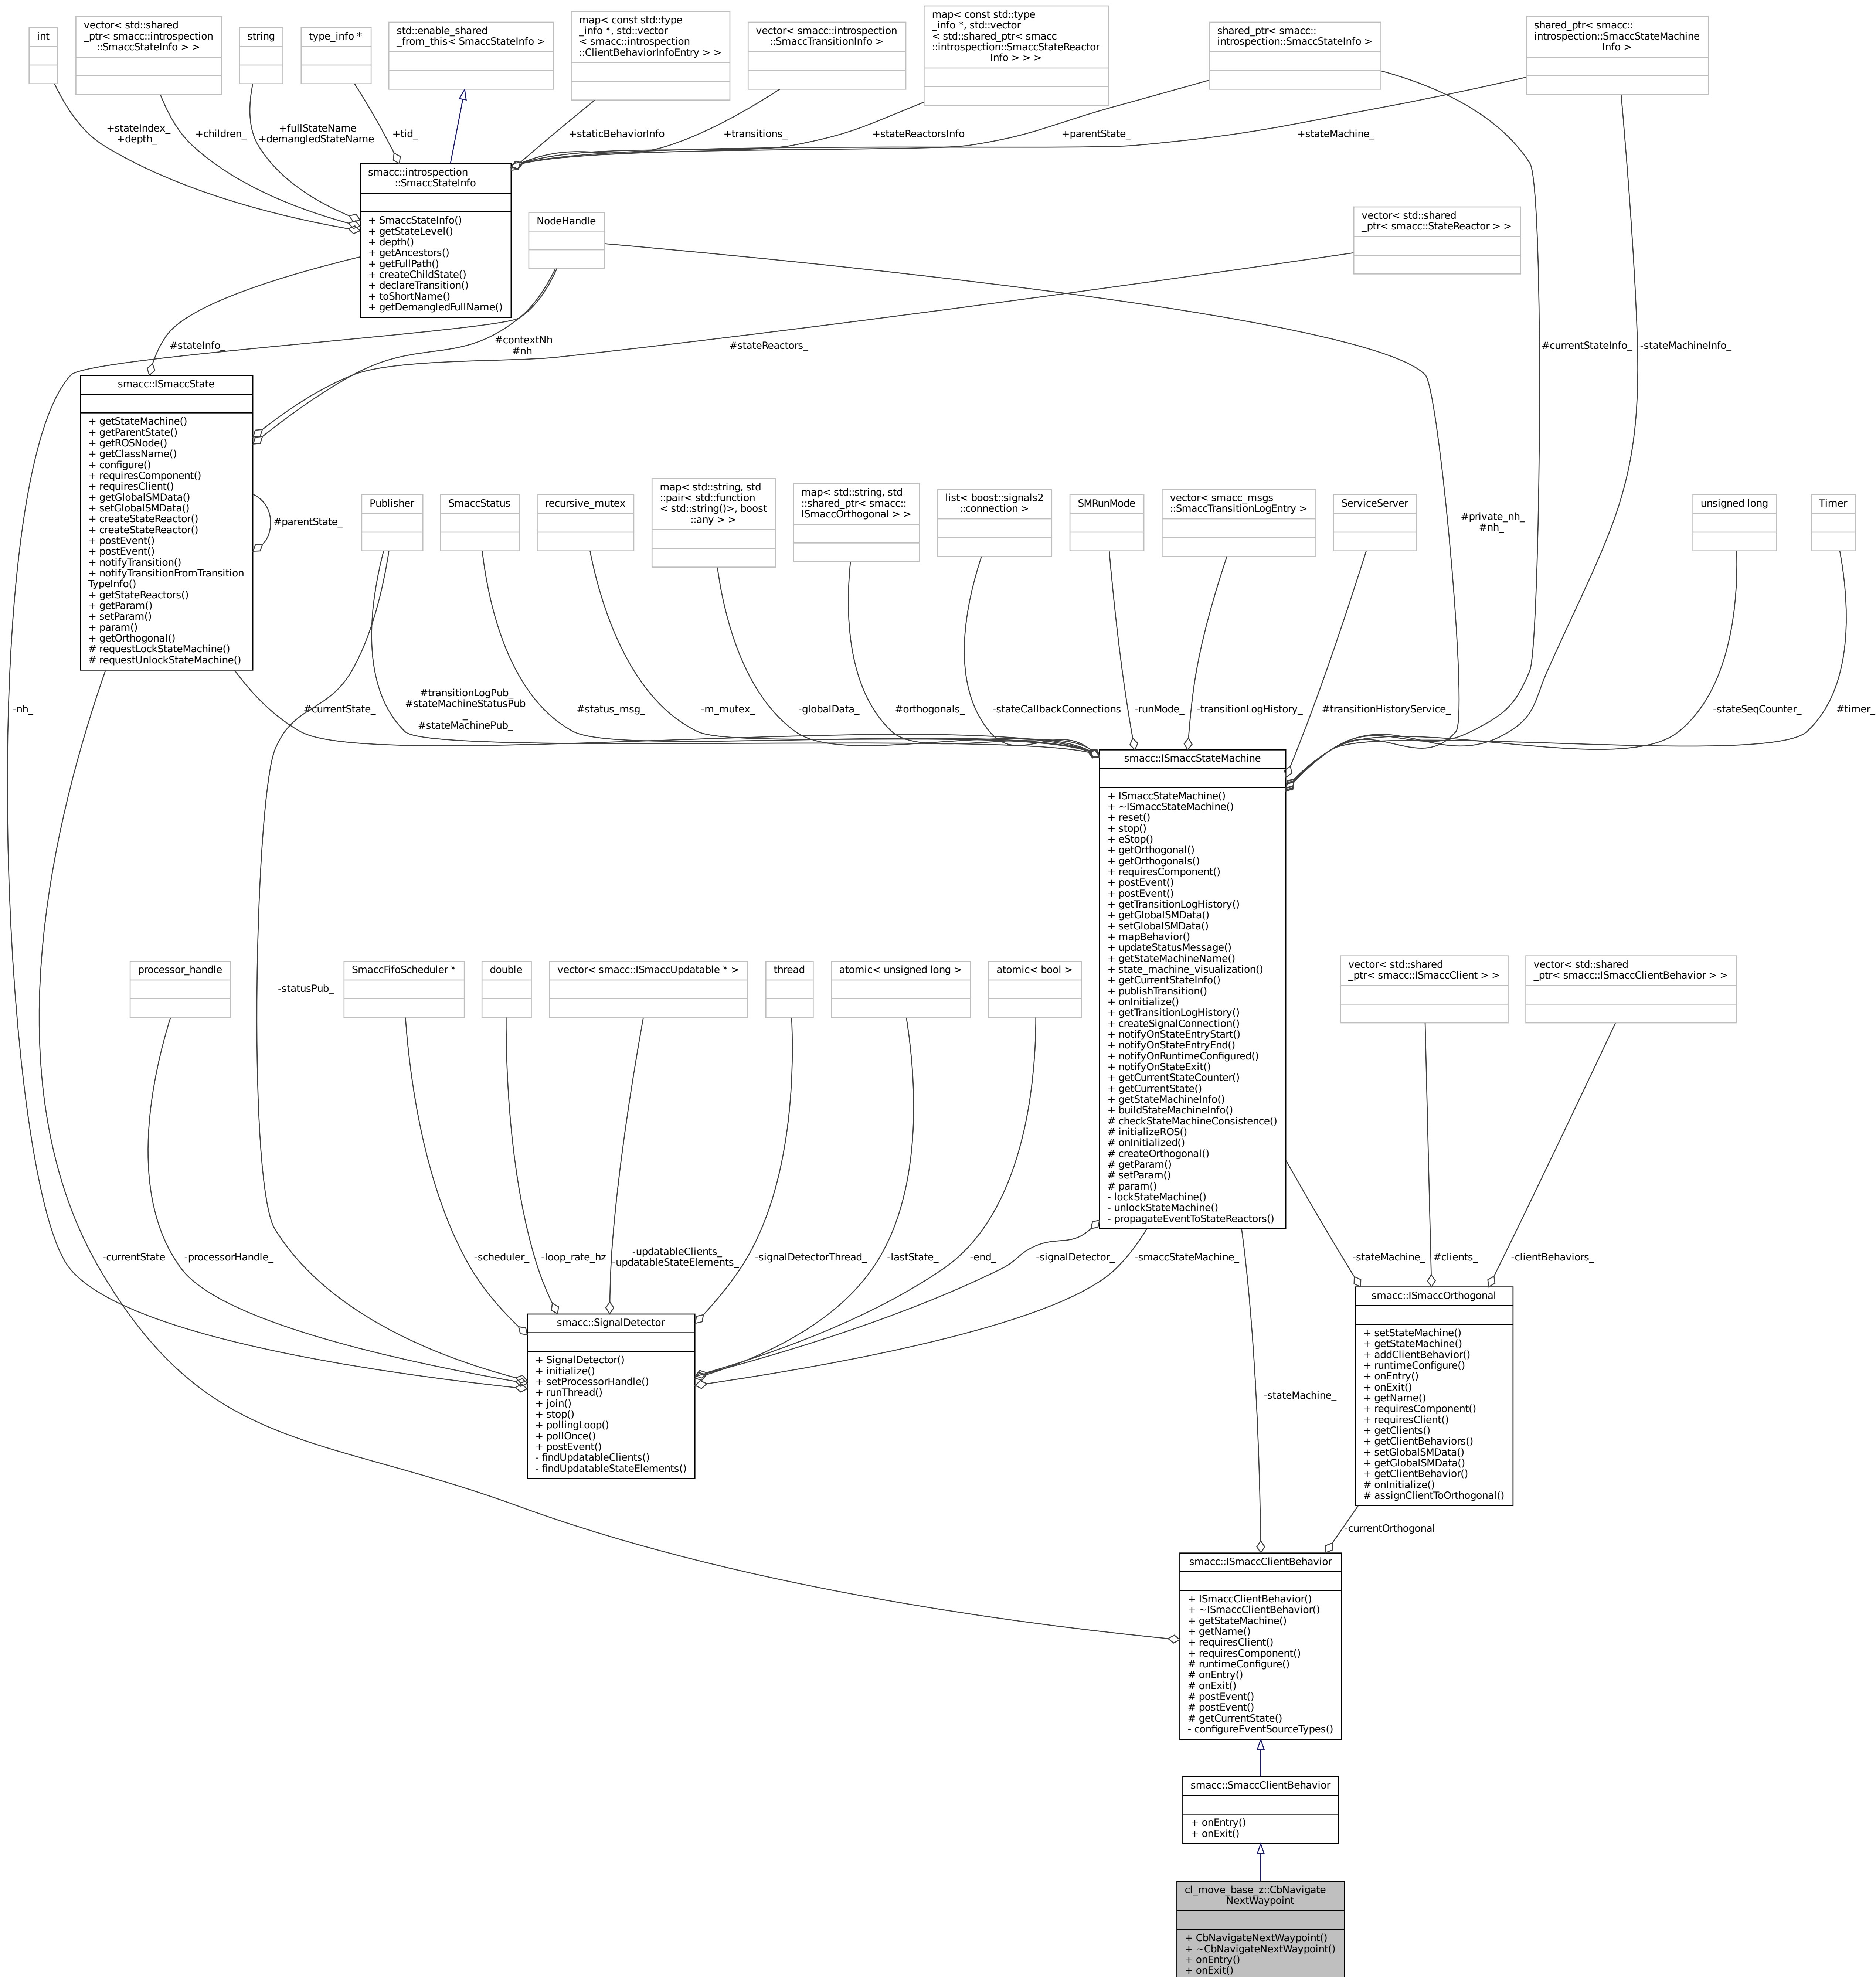 int
vector< std::shared
_ptr< smacc::introspection
::SmaccStateInfo > >
string
type_info *
std::enable_shared
_from_this< SmaccStateInfo >
map< const std::type
_info *, std::vector
< smacc::introspection
::ClientBehaviorInfoEntry > >
vector< smacc::introspection
::SmaccTransitionInfo >
map< const std::type
_info *, std::vector
< std::shared_ptr< smacc
::introspection::SmaccStateReactor
Info > > >
shared_ptr< smacc::
introspection::SmaccStateInfo >
shared_ptr< smacc::
introspection::SmaccStateMachine
Info >
+stateIndex_
+depth_
+children_
+fullStateName
+demangledStateName
+tid_
+staticBehaviorInfo
+transitions_
+stateReactorsInfo
+parentState_
+stateMachine_
smacc::introspection
::SmaccStateInfo
+ SmaccStateInfo()
+ getStateLevel()
+ depth()
+ getAncestors()
+ getFullPath()
+ createChildState()
+ declareTransition()
+ toShortName()
+ getDemangledFullName()
NodeHandle
vector< std::shared
_ptr< smacc::StateReactor > >
#stateInfo_
#contextNh
#nh
#stateReactors_
#currentStateInfo_
-stateMachineInfo_
smacc::ISmaccState
+ getStateMachine()
+ getParentState()
+ getROSNode()
+ getClassName()
+ configure()
+ requiresComponent()
+ requiresClient()
+ getGlobalSMData()
+ setGlobalSMData()
+ createStateReactor()
+ createStateReactor()
+ postEvent()
+ postEvent()
+ notifyTransition()
+ notifyTransitionFromTransition
TypeInfo()
+ getStateReactors()
+ getParam()
+ setParam()
+ param()
+ getOrthogonal()
# requestLockStateMachine()
# requestUnlockStateMachine()
#parentState_
Publisher
SmaccStatus
recursive_mutex
map< std::string, std
::pair< std::function
< std::string()>, boost
::any > >
map< std::string, std
::shared_ptr< smacc::
ISmaccOrthogonal > >
list< boost::signals2
::connection >
SMRunMode
vector< smacc_msgs
::SmaccTransitionLogEntry >
ServiceServer
#private_nh_
#nh_
unsigned long
Timer
-nh_
#currentState_
#transitionLogPub_
#stateMachineStatusPub
_
#stateMachinePub_
#status_msg_
-m_mutex_
-globalData_
#orthogonals_
-stateCallbackConnections
-runMode_
-transitionLogHistory_
#transitionHistoryService_
-stateSeqCounter_
#timer_
smacc::ISmaccStateMachine
+ ISmaccStateMachine()
+ ~ISmaccStateMachine()
+ reset()
+ stop()
+ eStop()
+ getOrthogonal()
+ getOrthogonals()
+ requiresComponent()
+ postEvent()
+ postEvent()
+ getTransitionLogHistory()
+ getGlobalSMData()
+ setGlobalSMData()
+ mapBehavior()
+ updateStatusMessage()
+ getStateMachineName()
+ state_machine_visualization()
+ getCurrentStateInfo()
+ publishTransition()
+ onInitialize()
+ getTransitionLogHistory()
+ createSignalConnection()
+ notifyOnStateEntryStart()
+ notifyOnStateEntryEnd()
+ notifyOnRuntimeConfigured()
+ notifyOnStateExit()
+ getCurrentStateCounter()
+ getCurrentState()
+ getStateMachineInfo()
+ buildStateMachineInfo()
# checkStateMachineConsistence()
# initializeROS()
# onInitialized()
# createOrthogonal()
# getParam()
# setParam()
# param()
- lockStateMachine()
- unlockStateMachine()
- propagateEventToStateReactors()
processor_handle
-statusPub_
SmaccFifoScheduler *
double
vector< smacc::ISmaccUpdatable * >
thread
atomic< unsigned long >
atomic< bool >
vector< std::shared
_ptr< smacc::ISmaccClient > >
vector< std::shared
_ptr< smacc::ISmaccClientBehavior > >
-currentState
-processorHandle_
-scheduler_
-loop_rate_hz
-updatableClients_
-updatableStateElements_
-signalDetectorThread_
-lastState_
-end_
-signalDetector_
-smaccStateMachine_
-stateMachine_
#clients_
-clientBehaviors_
smacc::SignalDetector
+ SignalDetector()
+ initialize()
+ setProcessorHandle()
+ runThread()
+ join()
+ stop()
+ pollingLoop()
+ pollOnce()
+ postEvent()
- findUpdatableClients()
- findUpdatableStateElements()
-stateMachine_
smacc::ISmaccOrthogonal
+ setStateMachine()
+ getStateMachine()
+ addClientBehavior()
+ runtimeConfigure()
+ onEntry()
+ onExit()
+ getName()
+ requiresComponent()
+ requiresClient()
+ getClients()
+ getClientBehaviors()
+ setGlobalSMData()
+ getGlobalSMData()
+ getClientBehavior()
# onInitialize()
# assignClientToOrthogonal()
-currentOrthogonal
smacc::ISmaccClientBehavior
+ ISmaccClientBehavior()
+ ~ISmaccClientBehavior()
+ getStateMachine()
+ getName()
+ requiresClient()
+ requiresComponent()
# runtimeConfigure()
# onEntry()
# onExit()
# postEvent()
# postEvent()
# getCurrentState()
- configureEventSourceTypes()
smacc::SmaccClientBehavior
+ onEntry()
+ onExit()
cl_move_base_z::CbNavigate
NextWaypoint
+ CbNavigateNextWaypoint()
+ ~CbNavigateNextWaypoint()
+ onEntry()
+ onExit()